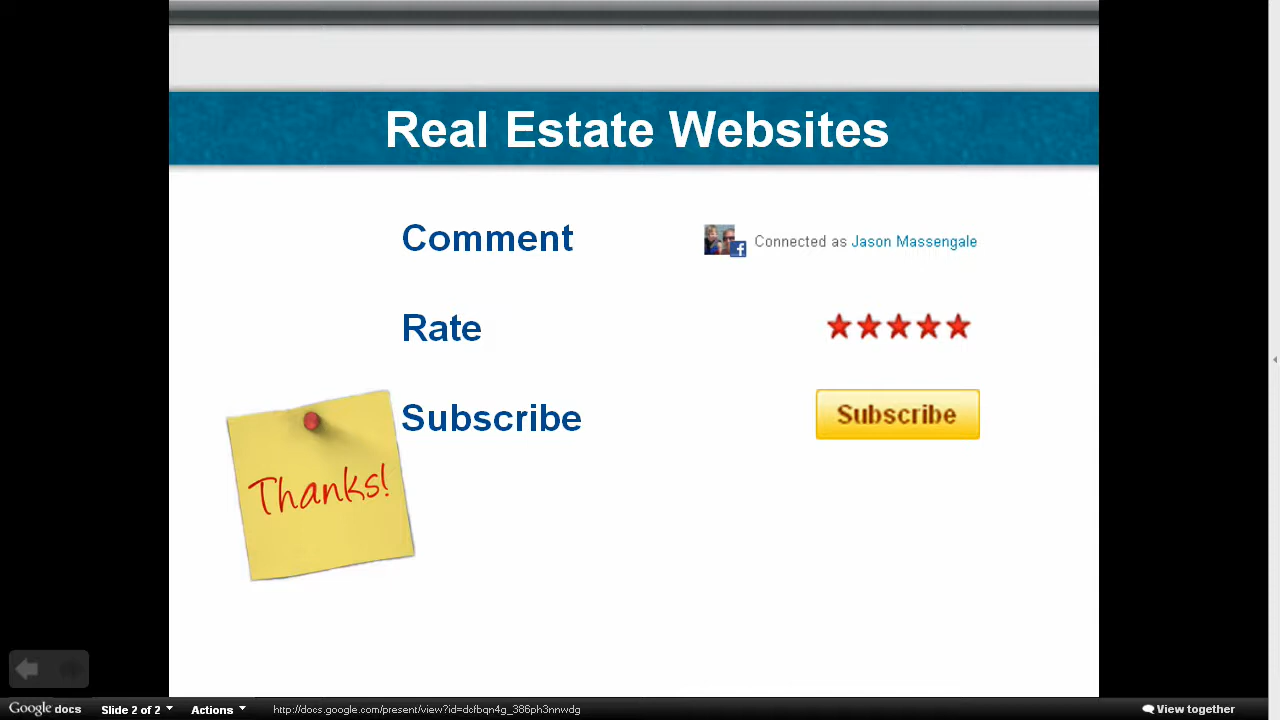 Real Estate Websites
Comment
Connected as Jason Massengale
Rate
Subscribe
Subscribe
Thanks!
Google docs
Slide 2 of 2
Actions
http://docs.google.com/present/view?id=dcfbqn4g_386ph3nnwdg
View together